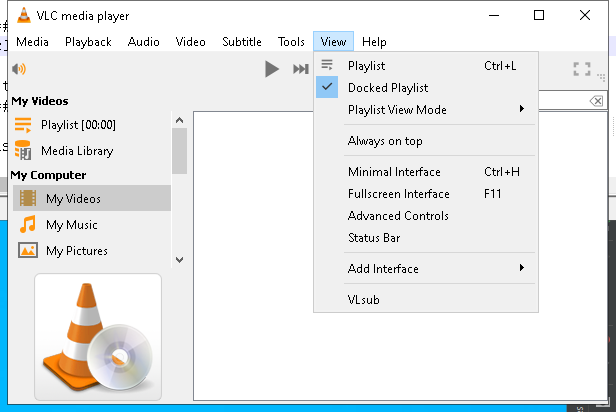 VLC media player
Media Playback Audio Video Subtitle Tools View Help
Playlist Ctrl+L
Docked Playlist
Playlist View Mode
Always on top
Minimal Interface Ctrl+H
Fullscreen Interface F11
Advanced Controls
Status Bar
Add Interface
VLsub
My Videos
Playlist [00:00]
Media Library
My Computer
My Videos
My Music
My Pictures